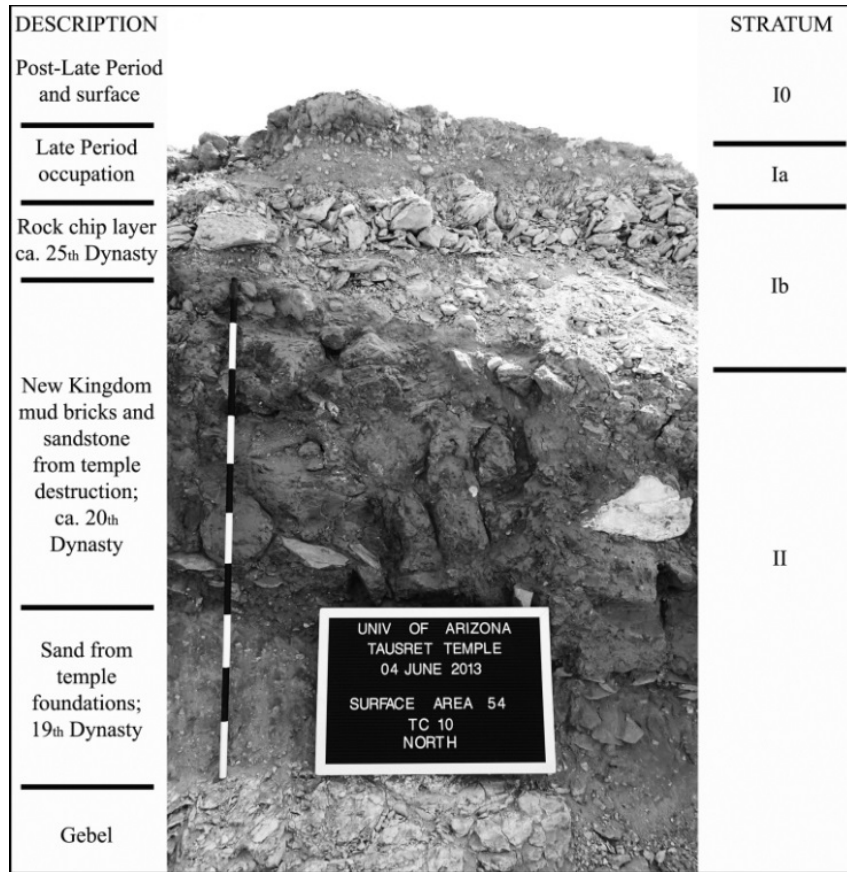 DESCRIPTION
Post-Late Period
and surface
Late Period
occupation
Rock chip layer
ca. 25th Dynasty
New Kingdom
mud bricks and
sandstone
from temple
destruction;
ca. 20th
Dynasty
Sand from
temple
foundations;
19th Dynasty
Gebel
UNIV OF ARIZONA
TAUSRET TEMPLE
04 JUNE 2013
SURFACE AREA 54
TC 10
NORTH
STRATUM
I0
Ia
Ib
II